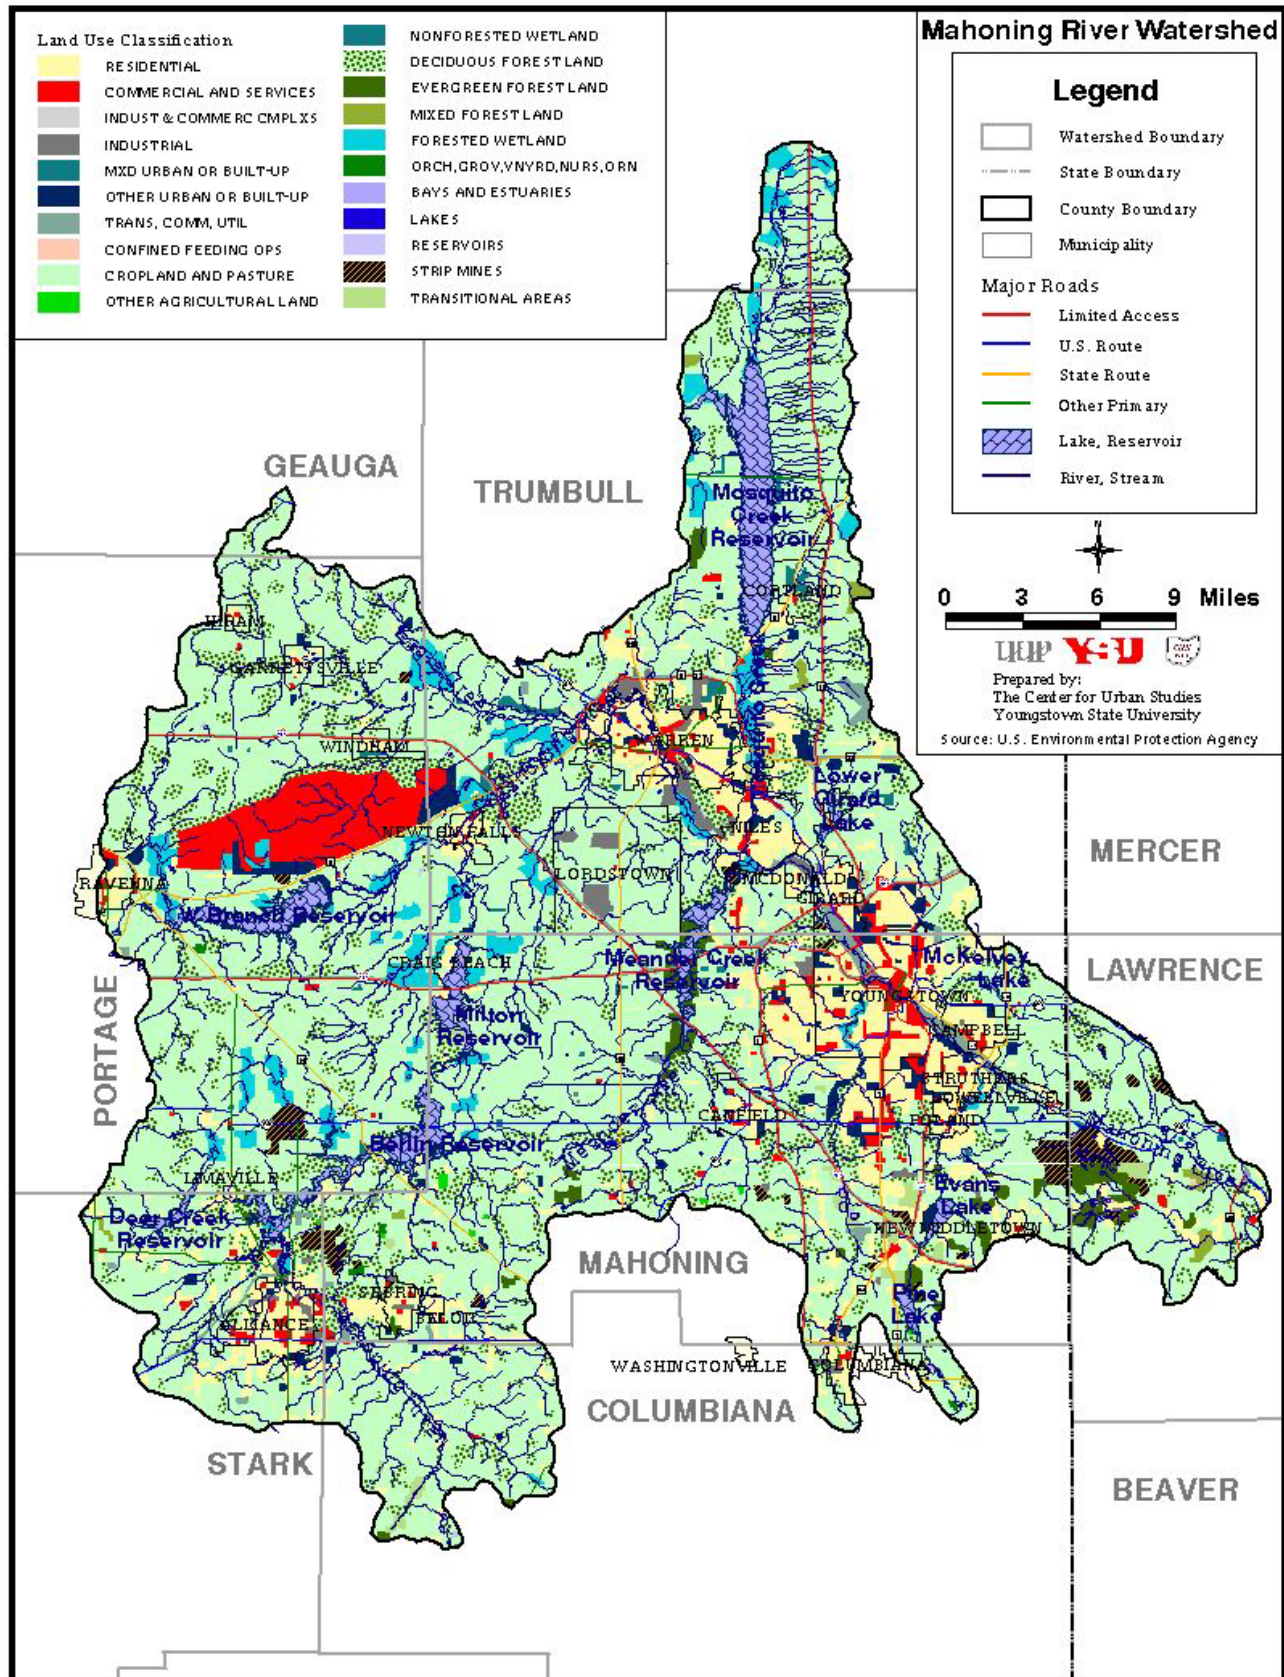 Land Use Classification
RESIDENTIAL
COMMERCIAL AND SERVICES
INDUST & COMMERC CMPLXS
INDUSTRIAL
MXD URBAN OR BUILT-UP
OTHER URBAN OR BUILT-UP
TRANS, COMM, UTIL
CONFINED FEEDING OPS
CROPLAND AND PASTURE
OTHER AGRICULTURAL LAND
NONFORESTED WETLAND
DECIDUOUS FOREST LAND
EVERGREEN FOREST LAND
MIXED FOREST LAND
FORESTED WETLAND
ORCH,GROV,VNYRD,NURS,ORN
BAYS AND ESTUARIES
LAKES
RESERVOIRS
STRIP MINES
TRANSITIONAL AREAS
Mahoning River Watershed
Legend
Watershed Boundary
State Boundary
County Boundary
Municipality
Major Roads
Limited Access
U.S. Route
State Route
Other Primary
Lake, Reservoir
River, Stream
N
0 3 6 9 Miles
YSU
Prepared by:
The Center for Urban Studies
Youngstown State University
Source: U.S. Environmental Protection Agency
GEAUGA
TRUMBULL
Mosquito
Creek
Reservoir
CORTLAND
HIRAM
GARRETTSVILLE
WINDHAM
WARREN
Mosquito Creek
Lower
Girard
Lake
NEWTON FALLS
NILES
MERCER
RAVENNA
LORDSTOWN
MCDONALD
GIRARD
W. Branch Reservoir
CRAIG BEACH
Meander Creek
Reservoir
McKelvey
Lake
LAWRENCE
YOUNGSTOWN
Milton
Reservoir
CAMPBELL
PORTAGE
STRUTHERS
LOWELLVILLE
CANFIELD
POLAND
Berlin Reservoir
LIMAVILLE
Evans
Lake
Deer Creek
Reservoir
NEW MIDDLETOWN
MAHONING
SEBRING
BELOIT
Pine
Lake
ALLIANCE
WASHINGTONVILLE
COLUMBIANA
COLUMBIANA
STARK
BEAVER